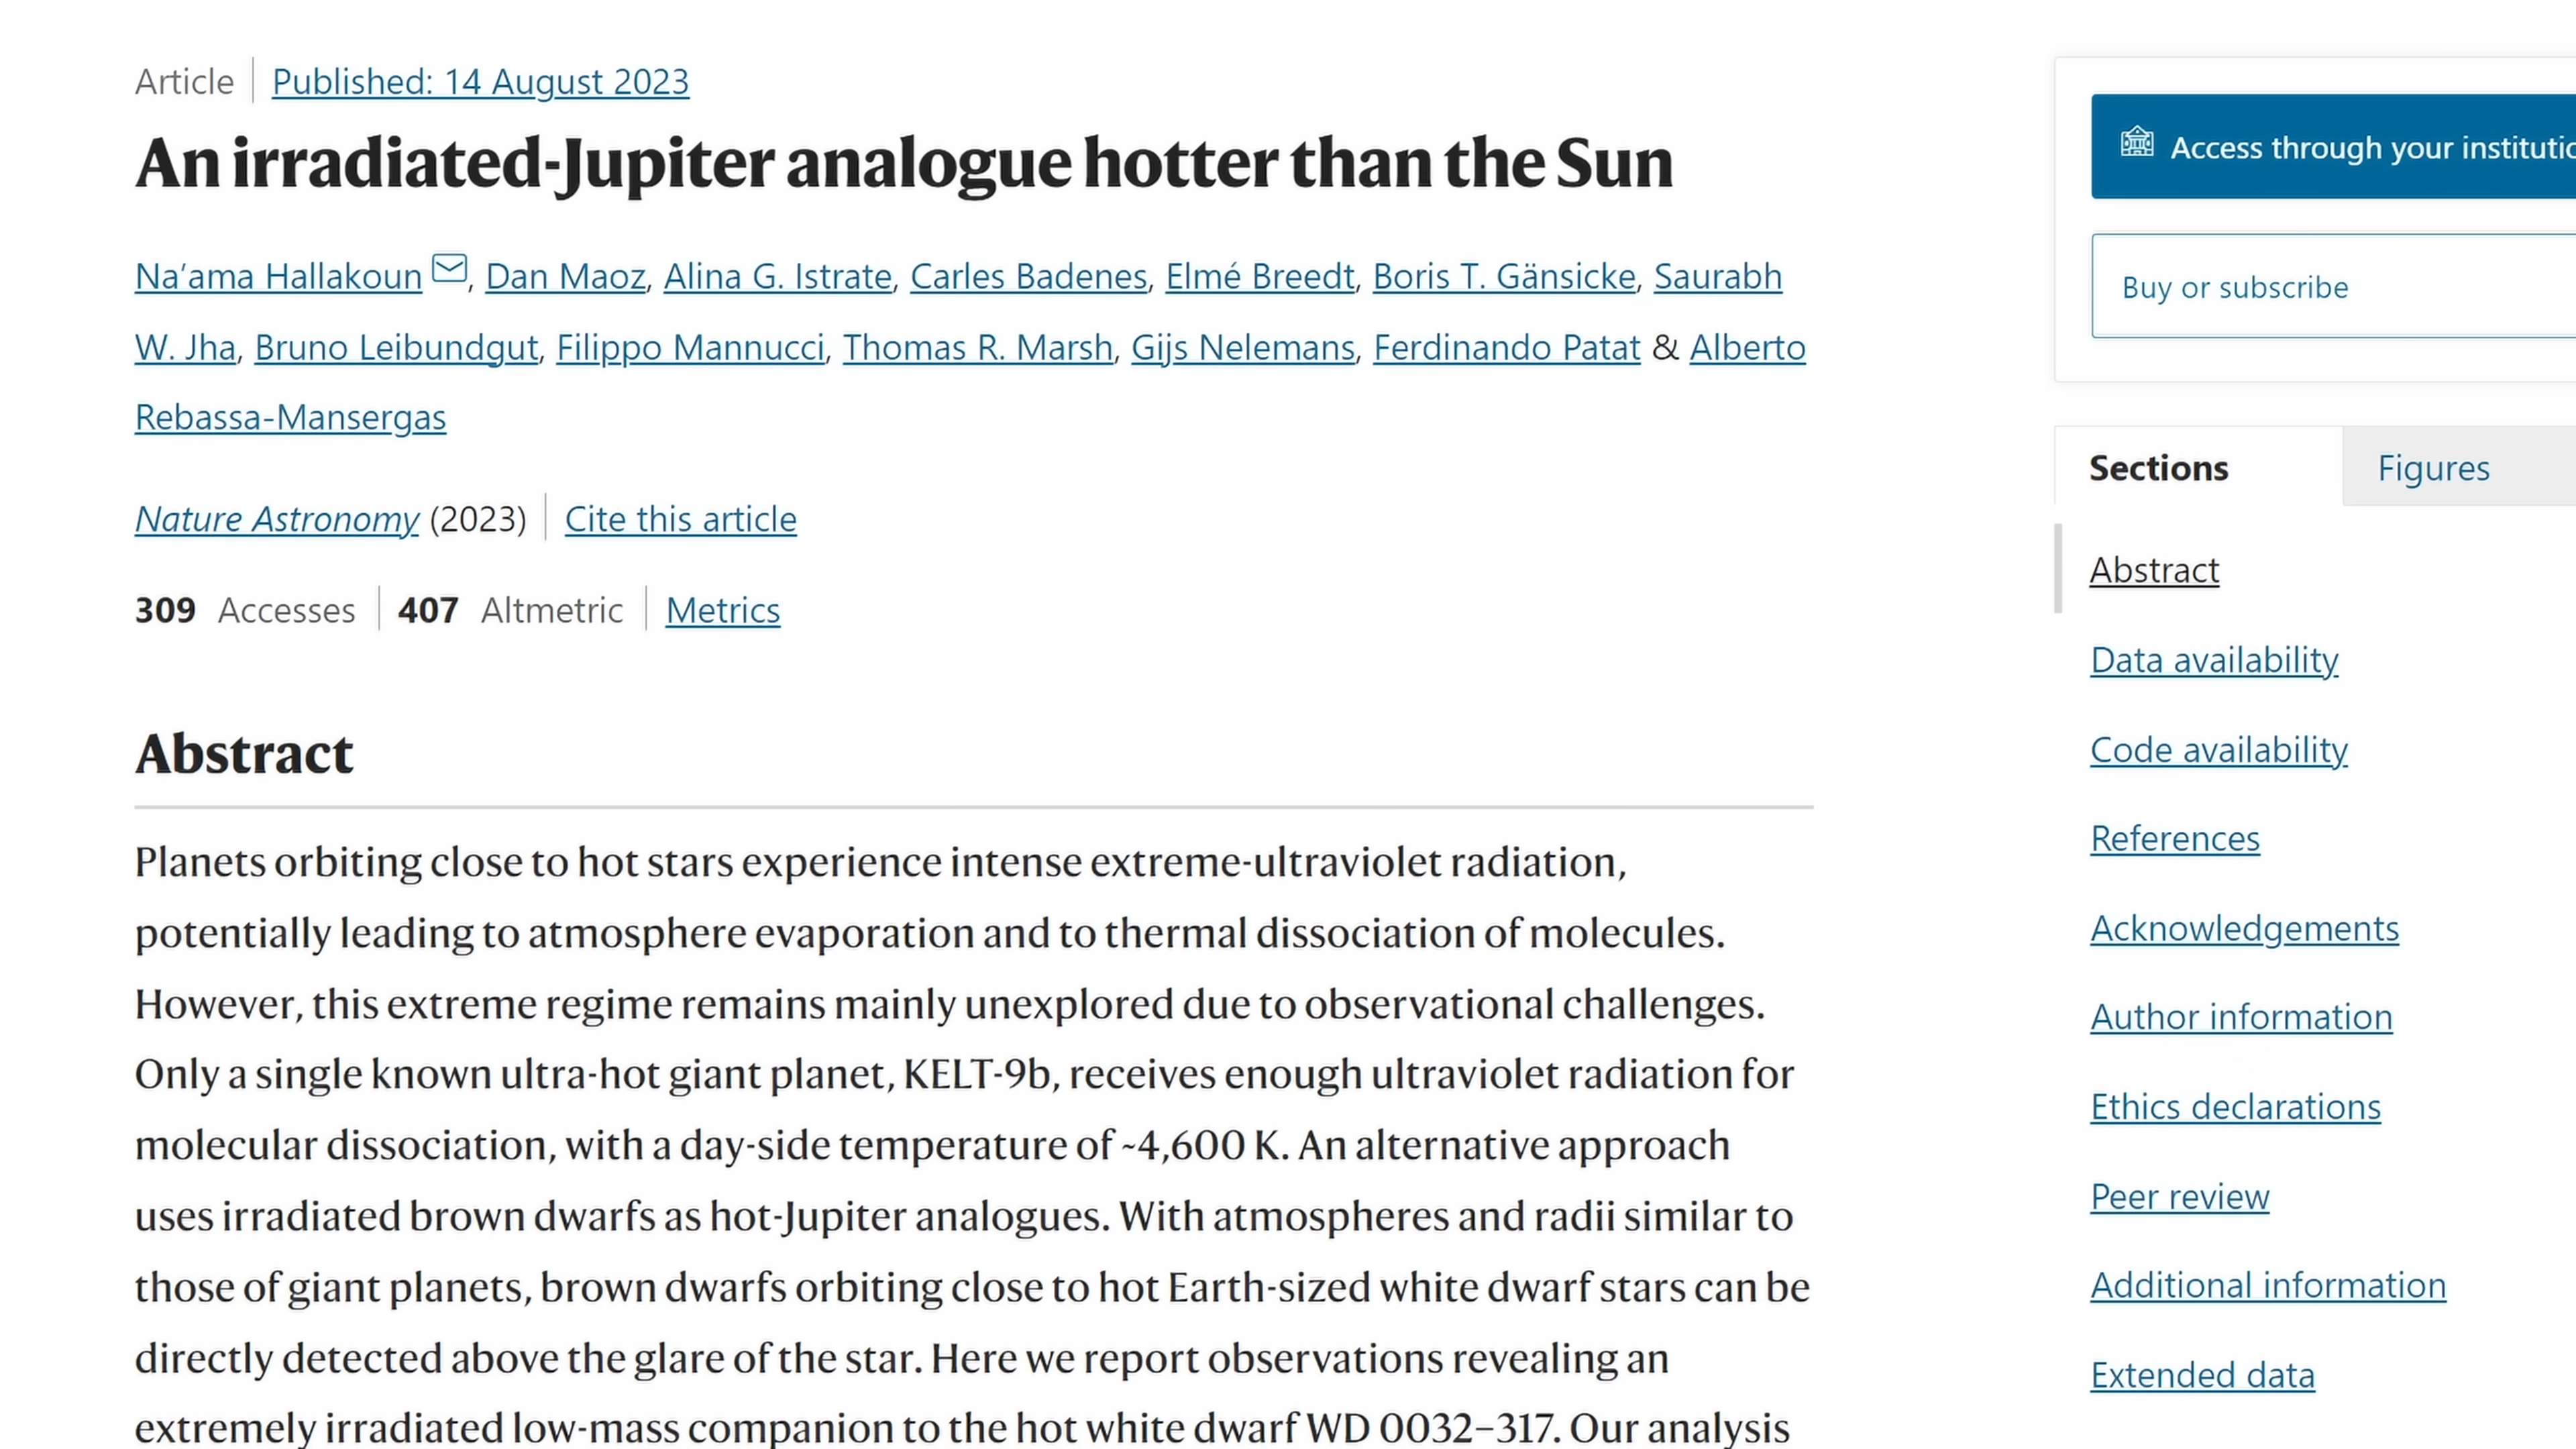 Article
Published: 14 August 2023
An irradiated-Jupiter analogue hotter than the Sun
Na’ama Hallakoun, Dan Maoz, Alina G. Istrate, Carles Badenes, Elmé Breedt, Boris T. Gänsicke, Saurabh
W. Jha, Bruno Leibundgut, Filippo Mannucci, Thomas R. Marsh, Gijs Nelemans, Ferdinando Patat & Alberto
Rebassa-Mansergas
Nature Astronomy (2023)
Cite this article
309 Accesses
407 Altmetric
Metrics
Abstract
Planets orbiting close to hot stars experience intense extreme-ultraviolet radiation,
potentially leading to atmosphere evaporation and to thermal dissociation of molecules.
However, this extreme regime remains mainly unexplored due to observational challenges.
Only a single known ultra-hot giant planet, KELT-9b, receives enough ultraviolet radiation for
molecular dissociation, with a day-side temperature of ~4,600 K. An alternative approach
uses irradiated brown dwarfs as hot-Jupiter analogues. With atmospheres and radii similar to
those of giant planets, brown dwarfs orbiting close to hot Earth-sized white dwarf stars can be
directly detected above the glare of the star. Here we report observations revealing an
extremely irradiated low-mass companion to the hot white dwarf WD 0032–317. Our analysis
Access through your institutic
Buy or subscribe
Sections
Figures
Abstract
Data availability
Code availability
References
Acknowledgements
Author information
Ethics declarations
Peer review
Additional information
Extended data